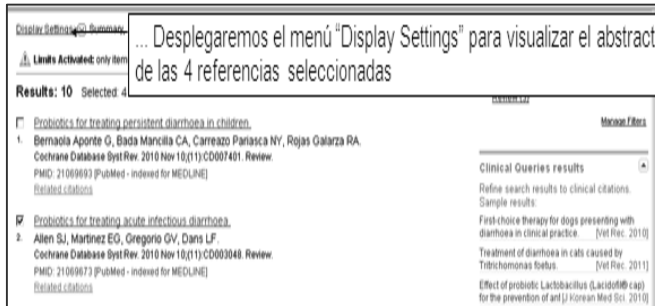 Display Settings: Summary,
... Desplegaremos el menú "Display Settings" para visualizar el abstract
de las 4 referencias seleccionadas
Limits Activated: only item
Results: 10 Selected: 4
Manage Filters
Probiotics for treating persistent diarrhoea in children.
1. Bernaola Aponte G, Bada Mancilla CA, Carreazo Pariasca NY, Rojas Galarza RA.
Cochrane Database Syst Rev. 2010 Nov 10;(11):CD007401. Review.
PMID: 21069693 [PubMed - indexed for MEDLINE]
Related citations
Probiotics for treating acute infectious diarrhoea.
2. Allen SJ, Martinez EG, Gregorio GV, Dans LF.
Cochrane Database Syst Rev. 2010 Nov 10;(11):CD003048. Review.
PMID: 21069673 [PubMed - indexed for MEDLINE]
Related citations
Clinical Queries results
Refine search results to clinical citations.
Sample results:
First-choice therapy for dogs presenting with
diarrhoea in clinical practice. [Vet Rec. 2010]
Treatment of diarrhoea in cats caused by
Tritrichomonas foetus. [Vet Rec. 2011]
Effect of probiotic Lactobacillus (Lacidofil® cap)
for the prevention of ant [J Korean Med Sci. 2010]